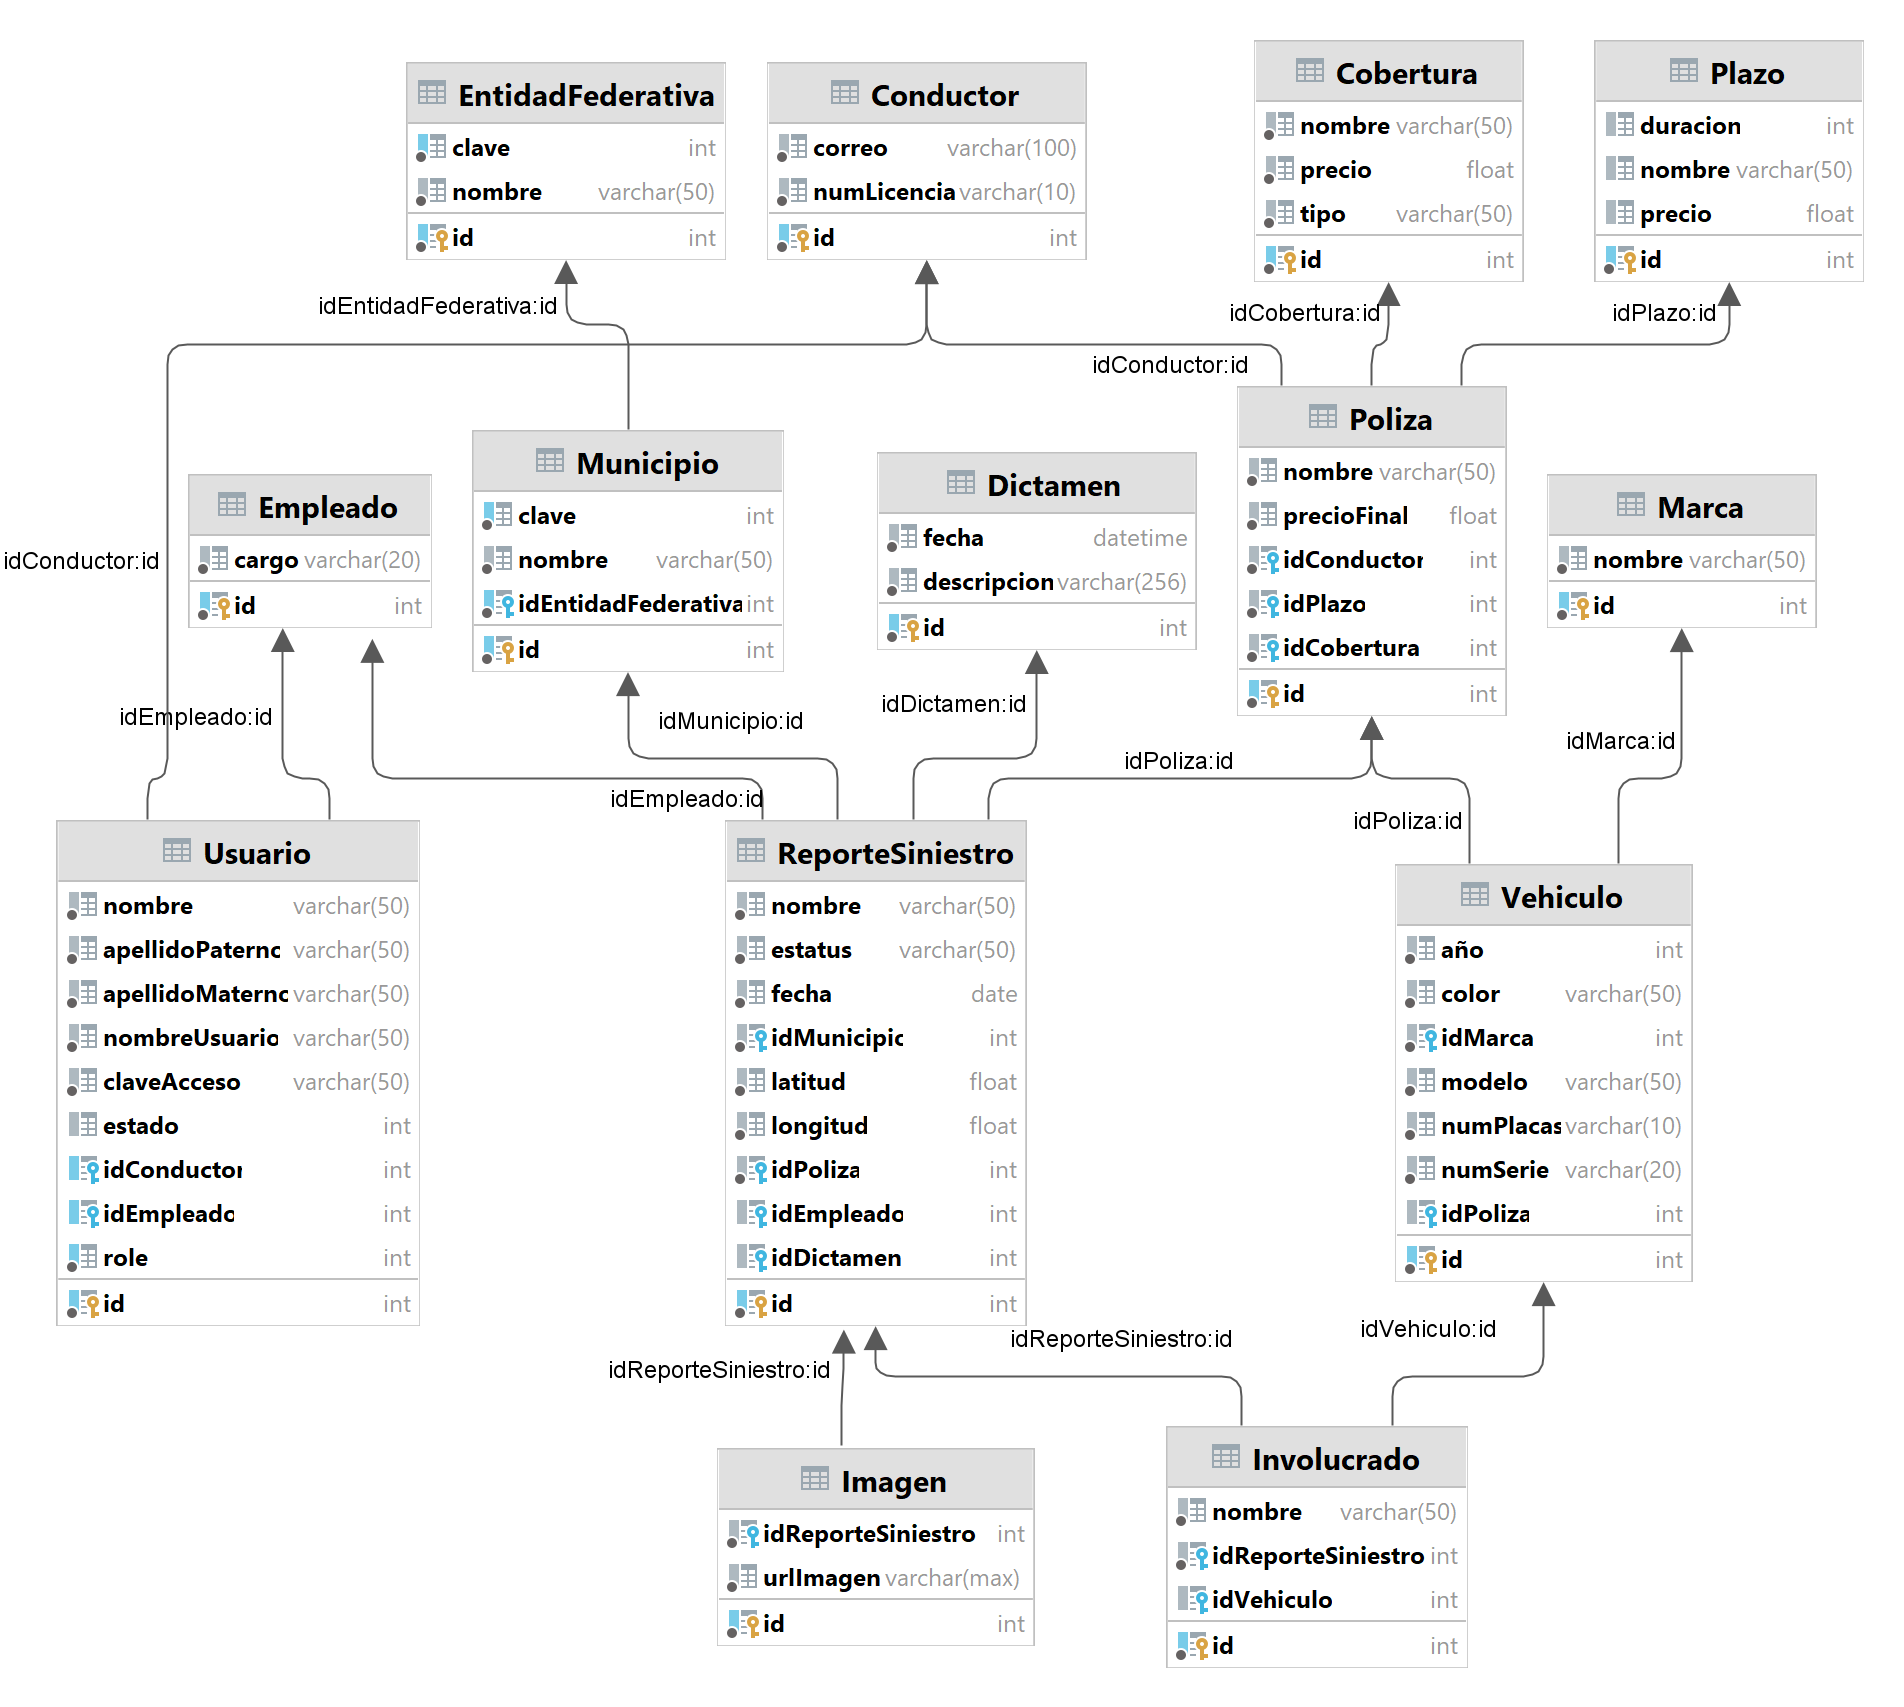 EntidadFederativa
clave int
nombre varchar(50)
id int
Conductor
correo varchar(100)
numLicencia varchar(10)
id int
Cobertura
nombre varchar(50)
precio float
tipo varchar(50)
id int
Plazo
duracion int
nombre varchar(50)
precio float
id int
idEntidadFederativa:id
idCobertura:id
idPlazo:id
idConductor:id
idConductor:id
Empleado
cargo varchar(20)
id int
Municipio
clave int
nombre varchar(50)
idEntidadFederativa int
id int
Dictamen
fecha datetime
descripcion varchar(256)
id int
Poliza
nombre varchar(50)
precioFinal float
idConductor int
idPlazo int
idCobertura int
id int
Marca
nombre varchar(50)
id int
idEmpleado:id
idMunicipio:id
idDictamen:id
idPoliza:id
idMarca:id
idEmpleado:id
idPoliza:id
Usuario
nombre varchar(50)
apellidoPaterno varchar(50)
apellidoMaterno varchar(50)
nombreUsuario varchar(50)
claveAcceso varchar(50)
estado int
idConductor int
idEmpleado int
role int
id int
ReporteSiniestro
nombre varchar(50)
estatus varchar(50)
fecha date
idMunicipio int
latitud float
longitud float
idPoliza int
idEmpleado int
idDictamen int
id int
Vehiculo
año int
color varchar(50)
idMarca int
modelo varchar(50)
numPlacas varchar(10)
numSerie varchar(20)
idPoliza int
id int
idReporteSiniestro:id
idReporteSiniestro:id
idVehiculo:id
Imagen
idReporteSiniestro int
urlImagen varchar(max)
id int
Involucrado
nombre varchar(50)
idReporteSiniestro int
idVehiculo int
id int